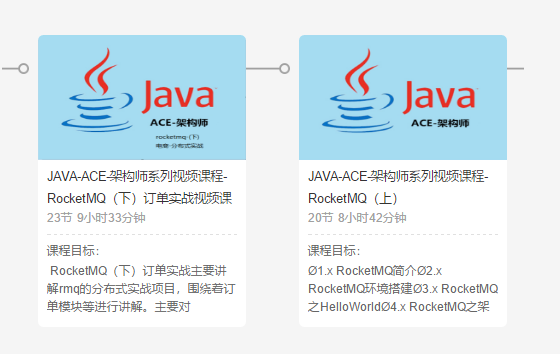 Java
ACE-架构师
rocketmq-(下)
电商-分布式实战
JAVA-ACE-架构师系列视频课程-
RocketMQ（下）订单实战视频课
23节 9小时33分钟
课程目标：
RocketMQ（下）订单实战主要讲
解rmq的分布式实战项目，围绕着订
单模块等进行讲解。主要对
Java
ACE-架构师
JAVA-ACE-架构师系列视频课程-
RocketMQ（上）
20节 8小时42分钟
课程目标：
Ø1.x RocketMQ简介Ø2.x
RocketMQ环境搭建Ø3.x RocketMQ
之HelloWorldØ4.x RocketMQ之架